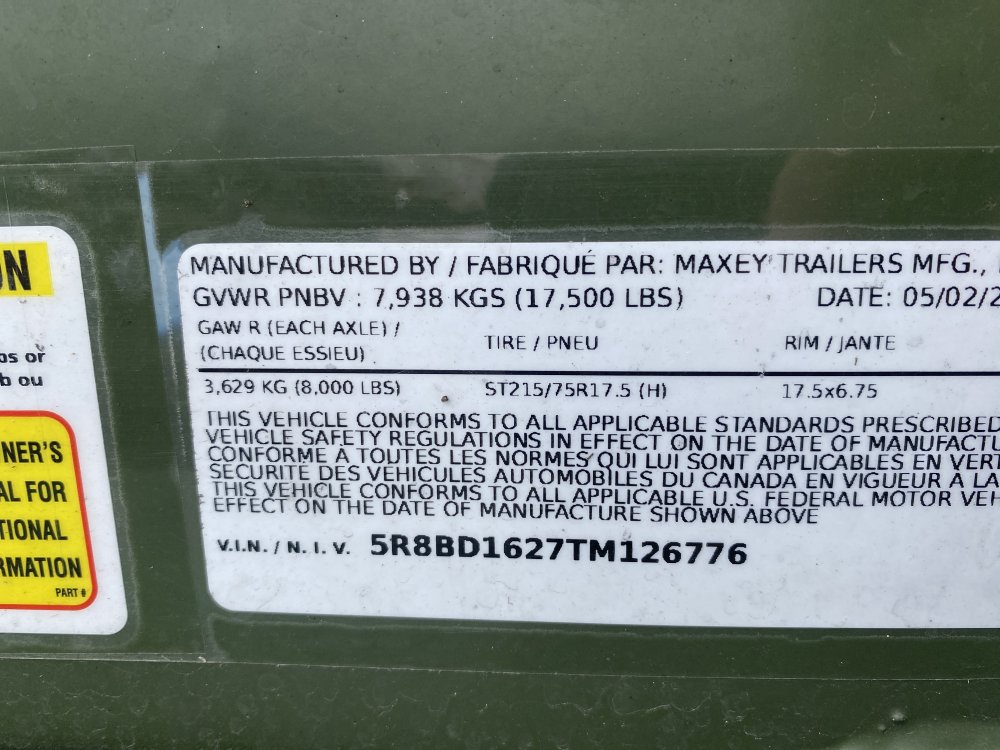 ON
os or
b ou
NER'S
AL FOR
TIONAL
RMATION
PART #
MANUFACTURED BY / FABRIQUÉ PAR: MAXEY TRAILERS MFG.,
GVWR PNBV : 7,938 KGS (17,500 LBS) DATE: 05/02/2
GAW R (EACH AXLE) /
(CHAQUE ESSIEU) TIRE / PNEU RIM / JANTE
3,629 KG (8,000 LBS) ST215/75R17.5 (H) 17.5x6.75
THIS VEHICLE CONFORMS TO ALL APPLICABLE STANDARDS PRESCRIBED
VEHICLE SAFETY REGULATIONS IN EFFECT ON THE DATE OF MANUFACTU
CONFORME A TOUTES LES NORMES QUI LUI SONT APPLICABLES EN VERT
SECURITE DES VEHICULES AUTOMOBILES DU CANADA EN VIGUEUR A LA
THIS VEHICLE CONFORMS TO ALL APPLICABLE U.S. FEDERAL MOTOR VEH
EFFECT ON THE DATE OF MANUFACTURE SHOWN ABOVE
V.I.N. / N. I. V. 5R8BD1627TM126776